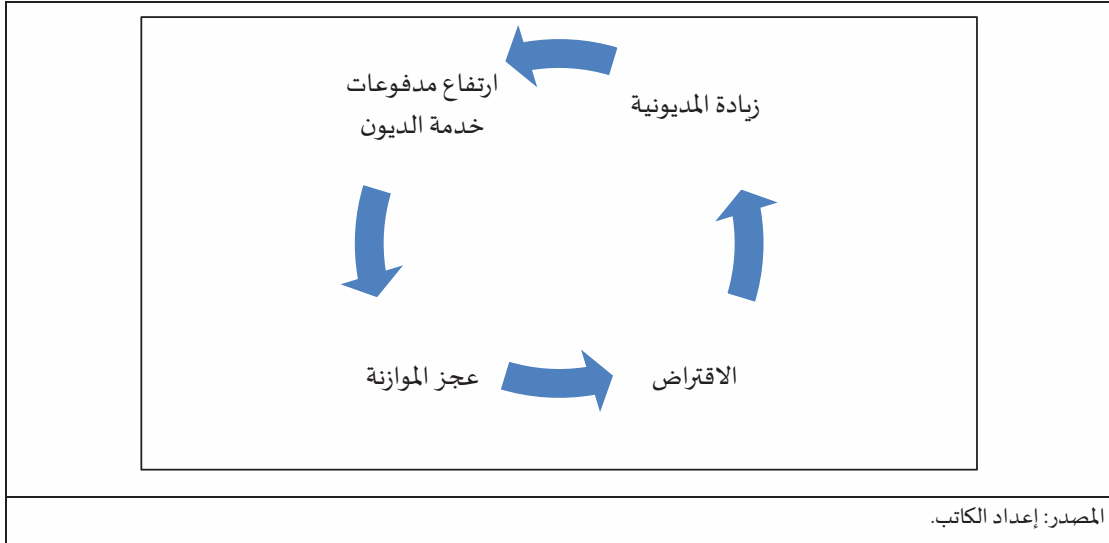 زيادة المديونية
ارتفاع مدفوعات
خدمة الديون
عجز الموازنة
الاقتراض
المصدر: إعداد الكاتب.